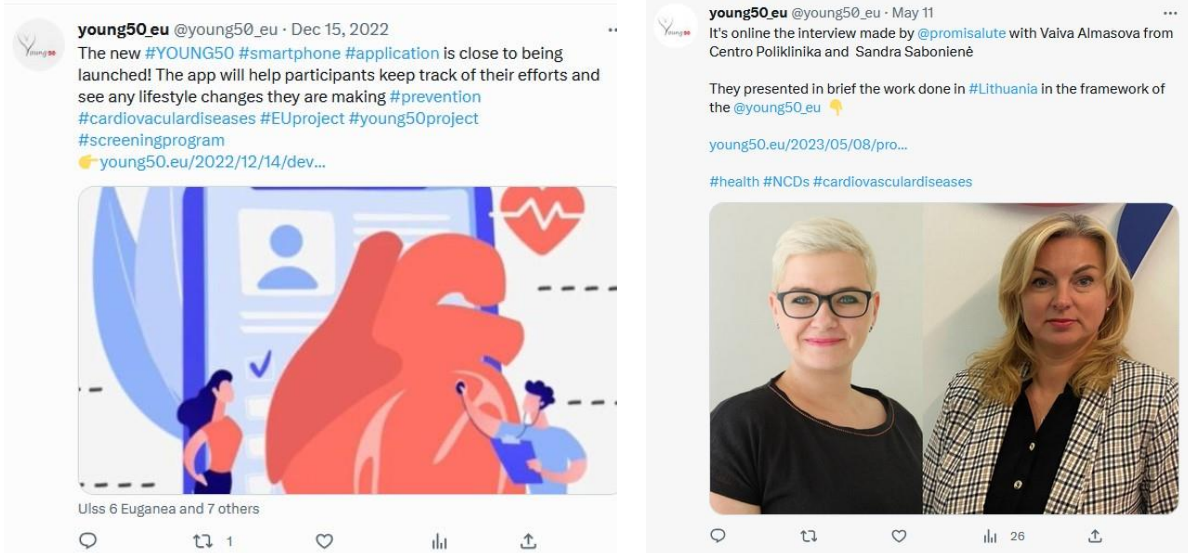 young50_eu @young50_eu · Dec 15, 2022
The new #YOUNG50 #smartphone #application is close to being
launched! The app will help participants keep track of their efforts and
see any lifestyle changes they are making #prevention
#cardiovaculardiseases #EUproject #young50project
#screeningprogram
👉young50.eu/2022/12/14/dev...
Ulss 6 Euganea and 7 others
1
young50_eu @young50_eu · May 11
It's online the interview made by @promisalute with Vaiva Almasova from
Centro Poliklinika and Sandra Sabonienė
They presented in brief the work done in #Lithuania in the framework of
the @young50_eu 👇
young50.eu/2023/05/08/pro...
#health #NCDs #cardiovasculardiseases
26
Young50
Young50